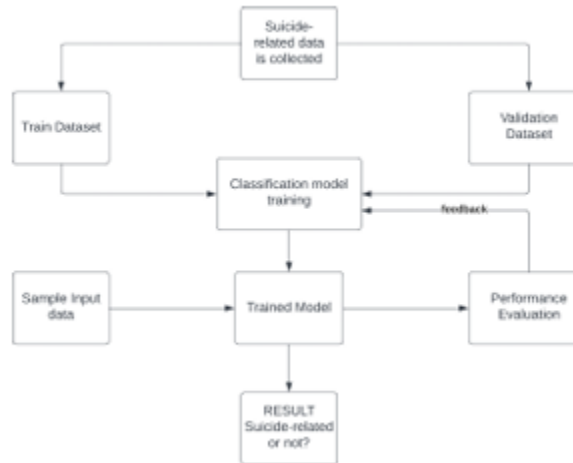 Suicide-
related data
is collected
Train Dataset
Validation
Dataset
Classification model
training
feedback
Sample Input
data
Trained Model
Performance
Evaluation
RESULT
Suicide-related
or not?